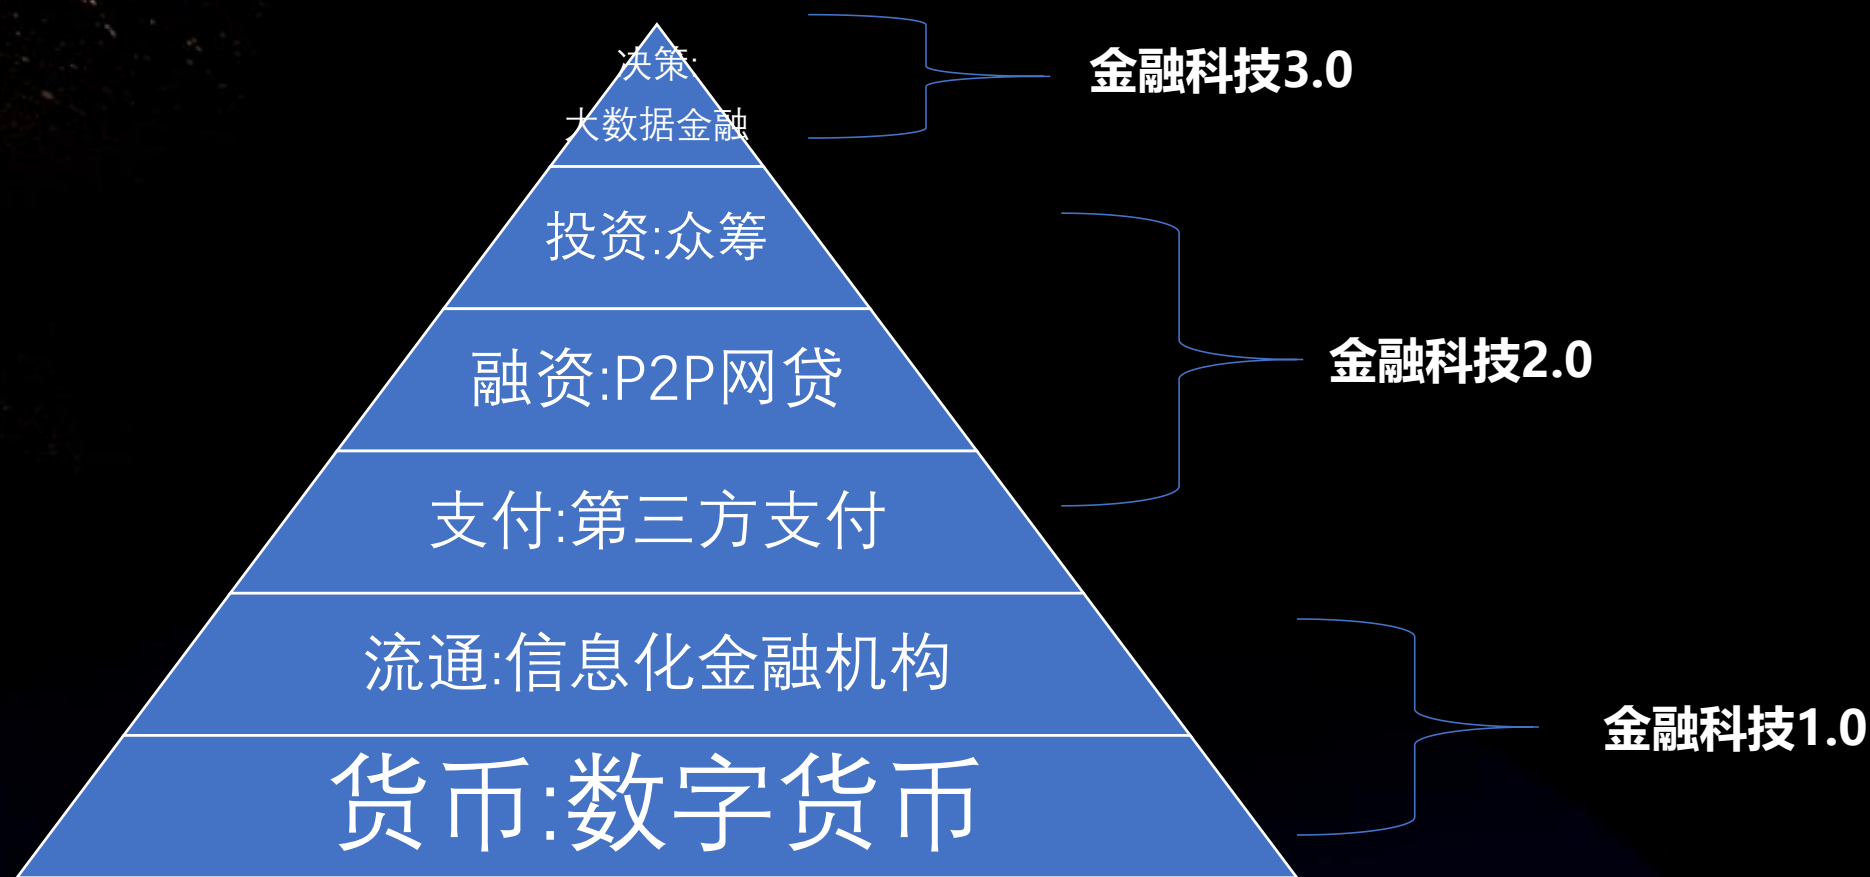 决策:
大数据金融
金融科技3.0
投资:众筹
融资:P2P网贷
金融科技2.0
支付:第三方支付
流通:信息化金融机构
金融科技1.0
货币:数字货币